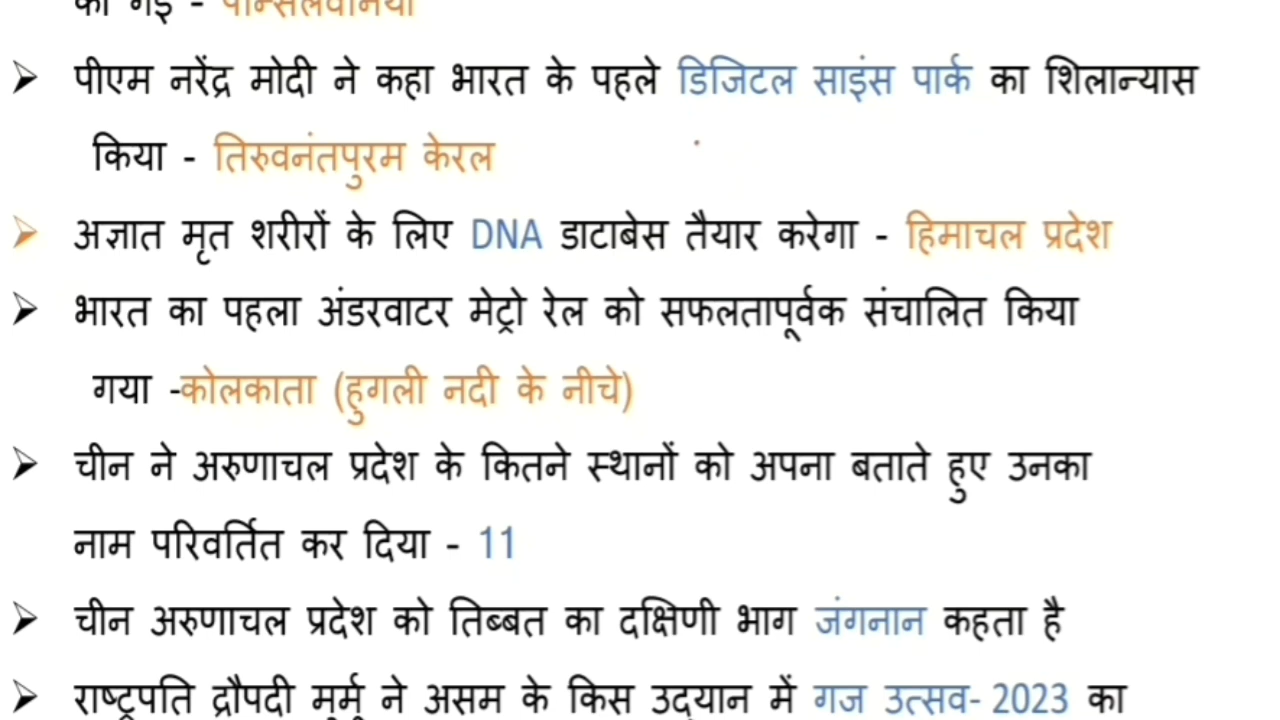 की गई - पेन्सिलवेनिया
पीएम नरेंद्र मोदी ने कहा भारत के पहले डिजिटल साइंस पार्क का शिलान्यास
किया - तिरुवनंतपुरम केरल
अज्ञात मृत शरीरों के लिए DNA डाटाबेस तैयार करेगा - हिमाचल प्रदेश
भारत का पहला अंडरवाटर मेट्रो रेल को सफलतापूर्वक संचालित किया
गया -कोलकाता (हुगली नदी के नीचे)
चीन ने अरुणाचल प्रदेश के कितने स्थानों को अपना बताते हुए उनका
नाम परिवर्तित कर दिया - 11
चीन अरुणाचल प्रदेश को तिब्बत का दक्षिणी भाग जंगनान कहता है
राष्ट्रपति द्रौपदी मुर्मू ने असम के किस उद्यान में गज उत्सव- 2023 का